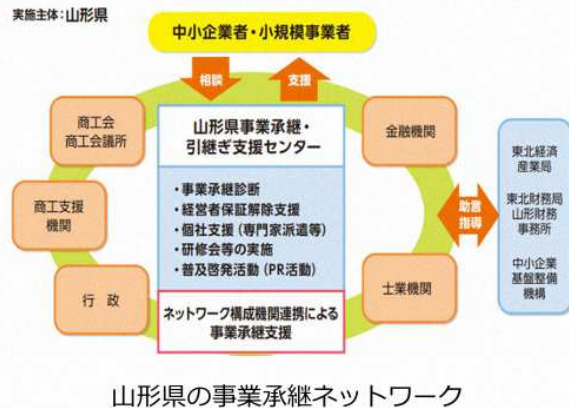 実施主体：山形県
中小企業者・小規模事業者
相談
支援
山形県事業承継・
引継ぎ支援センター
・事業承継診断
・経営者保証解除支援
・個社支援（専門家派遣等）
・研修会等の実施
・普及啓発活動（PR活動）
ネットワーク構成機関連携による
事業承継支援
商工会
商工会議所
商工支援
機関
行 政
金融機関
士業機関
助言
指導
東北経済
産業局
東北財務局
山形財務
事務所
中小企業
基盤整備
機構
山形県の事業承継ネットワーク